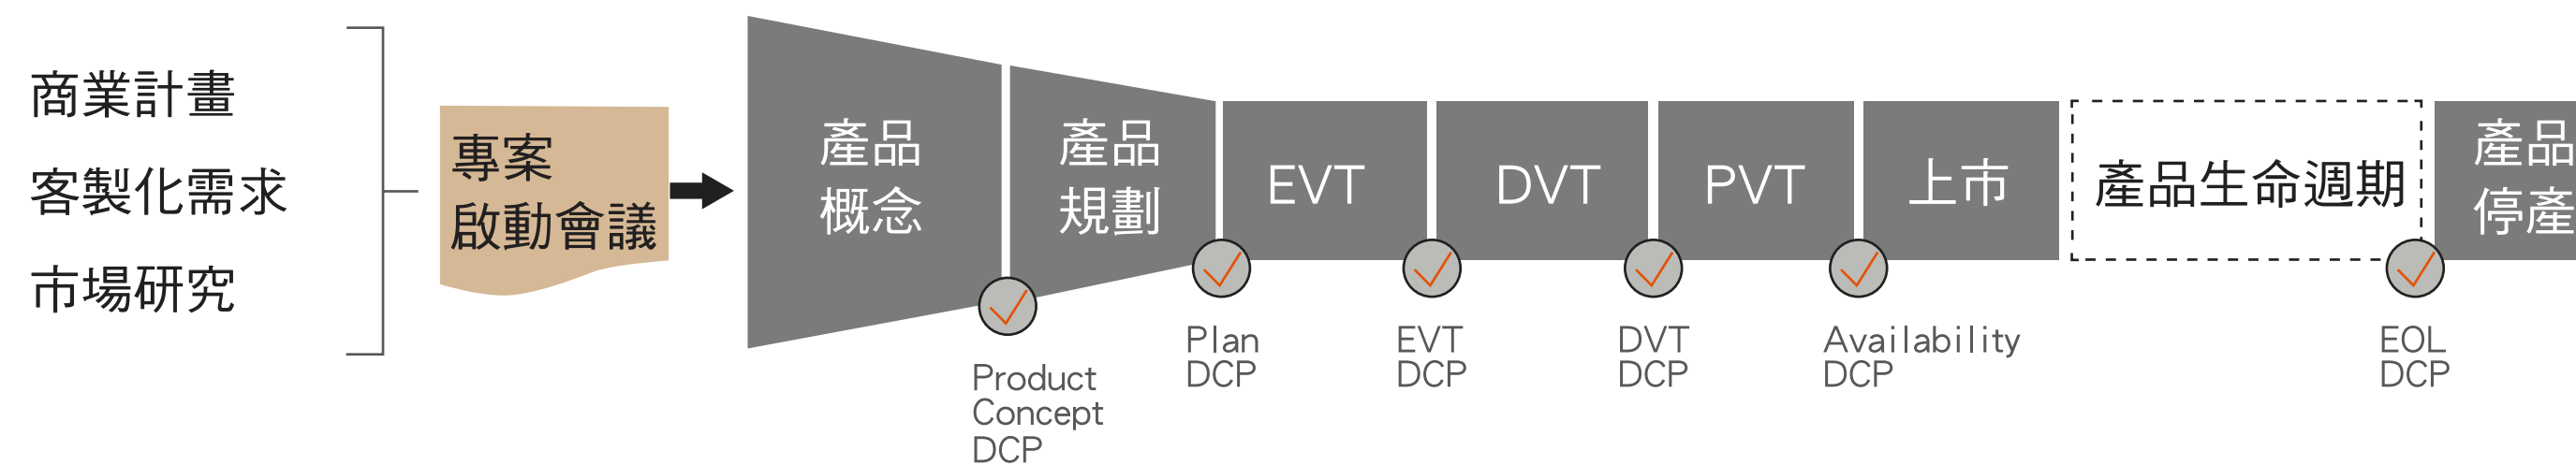 商業計畫
客製化需求
市場研究
專案
啟動會議
產品
概念
產品
規劃
EVT
DVT
PVT
上市
產品生命週期
產品
停產
Product
Concept
DCP
Plan
DCP
EVT
DCP
DVT
DCP
Availability
DCP
EOL
DCP